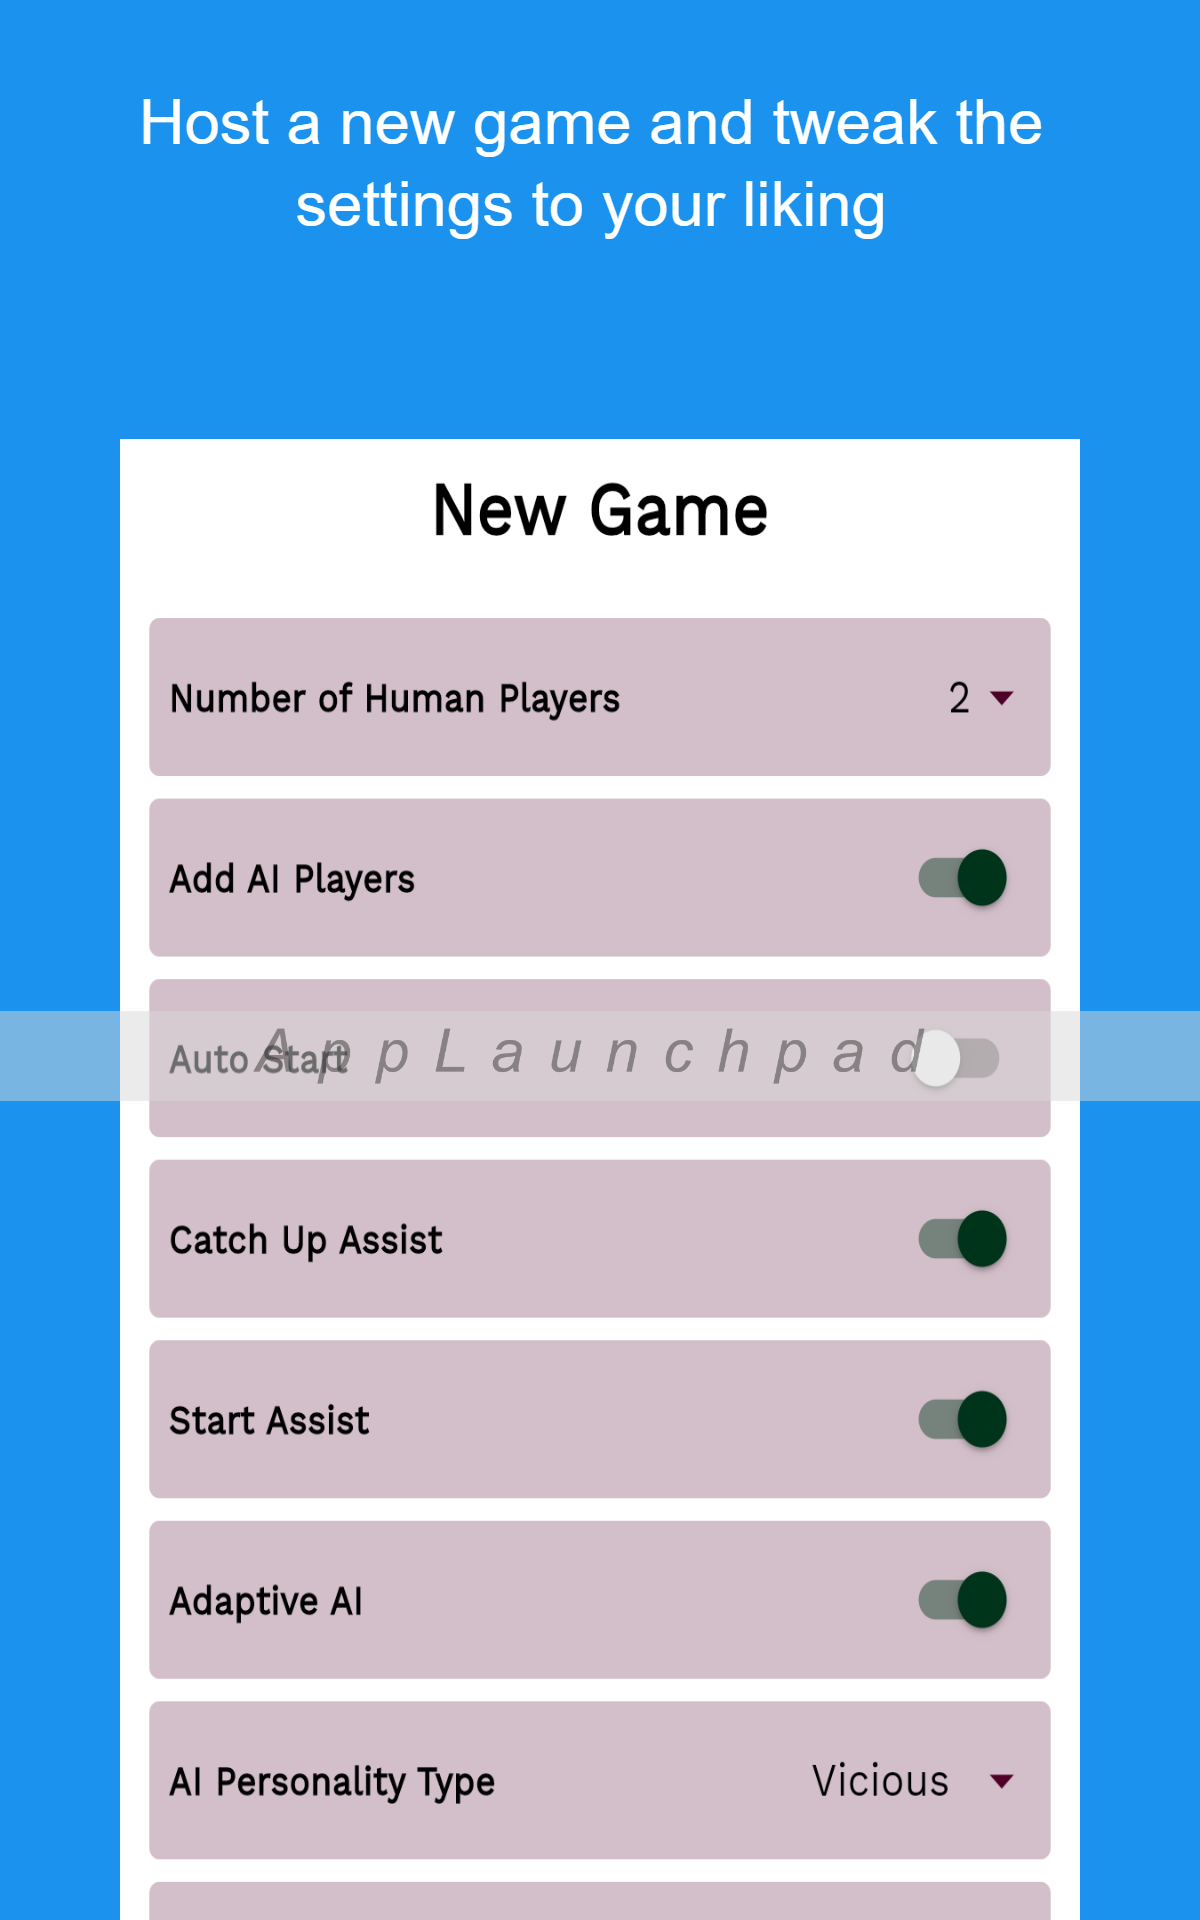 Host a new game and tweak the
settings to your liking
New Game
Number of Human Players 2
Add AI Players
Auto Start
AppLaunchpad
Catch Up Assist
Start Assist
Adaptive AI
AI Personality Type Vicious